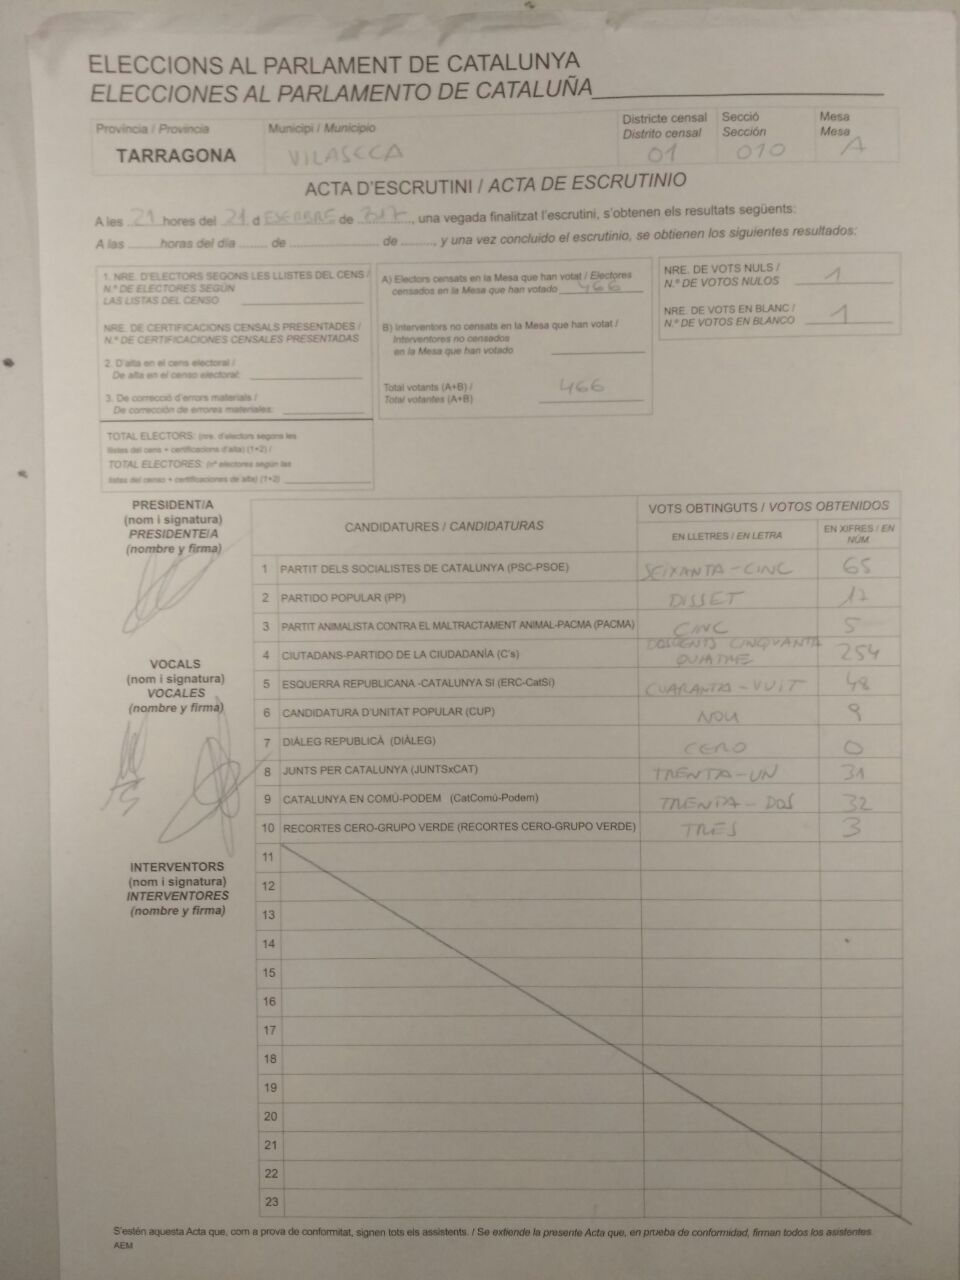 ELECCIONS AL PARLAMENT DE CATALUNYA
ELECCIONES AL PARLAMENTO DE CATALUÑA
Provincia / Provincia
TARRAGONA
Municipi / Municipio
VILASECA
Districte censal
Distrito censal
01
Secció
Sección
010
Mesa
Mesa
A
ACTA D'ESCRUTINI / ACTA DE ESCRUTINIO
A les 21 hores del 21 d ESEMBRE de 2017, una vegada finalitzat l'escrutini, s'obtenen els resultats següents:
A las horas del día de de , y una vez concluido el escrutinio, se obtienen los siguientes resultados:
1. NRE. D'ELECTORS SEGONS LES LLISTES DEL CENS /
N.º DE ELECTORES SEGÚN
LAS LISTAS DEL CENSO
NRE. DE CERTIFICACIONS CENSALS PRESENTADES /
N.º DE CERTIFICACIONES CENSALES PRESENTADAS
2. D'alta en el cens electoral /
De alta en el censo electoral:
3. De correcció d'errors materials /
De corrección de errores materiales:
TOTAL ELECTORS: (nre. d'electors segons les
llistes del cens + certificacions d'alta) (1+2) /
TOTAL ELECTORES: (nº electores según las
listas del censo + certificaciones de alta) (1+2)
A) Electors censats en la Mesa que han votat / Electores
censados en la Mesa que han votado 466
B) Interventors no censats en la Mesa que han votat /
Interventores no censados
en la Mesa que han votado
Total votants (A+B) /
Total votantes (A+B)
466
NRE. DE VOTS NULS /
N.º DE VOTOS NULOS 1
NRE. DE VOTS EN BLANC /
N.º DE VOTOS EN BLANCO 1
PRESIDENT/A
(nom i signatura)
PRESIDENTE/A
(nombre y firma)
VOCALS
(nom i signatura)
VOCALES
(nombre y firma)
INTERVENTORS
(nom i signatura)
INTERVENTORES
(nombre y firma)
CANDIDATURES / CANDIDATURAS
VOTS OBTINGUTS / VOTOS OBTENIDOS
EN LLETRES / EN LETRA
EN XIFRES / EN
NÚM.
1 PARTIT DELS SOCIALISTES DE CATALUNYA (PSC-PSOE) SEIXANTA-CINC 65
2 PARTIDO POPULAR (PP) DISSET 17
3 PARTIT ANIMALISTA CONTRA EL MALTRACTAMENT ANIMAL-PACMA (PACMA) CINC 5
4 CIUTADANS-PARTIDO DE LA CIUDADANÍA (C's) DOSCENTS CINQUANTA QUATRE 254
5 ESQUERRA REPUBLICANA -CATALUNYA SI (ERC-CatSí) CUARANTA-VUIT 48
6 CANDIDATURA D'UNITAT POPULAR (CUP) NOU 9
7 DIÀLEG REPUBLICÀ (DIÀLEG) CERO 0
8 JUNTS PER CATALUNYA (JUNTSxCAT) TRENTA-UN 31
9 CATALUNYA EN COMÚ-PODEM (CatComú-Podem) TRENTA-DOS 32
10 RECORTES CERO-GRUPO VERDE (RECORTES CERO-GRUPO VERDE) TRES 3
11
12
13
14
15
16
17
18
19
20
21
22
23
S'estén aquesta Acta que, com a prova de conformitat, signen tots els assistents. / Se extiende la presente Acta que, en prueba de conformidad, firman todos los asistentes.
AEM